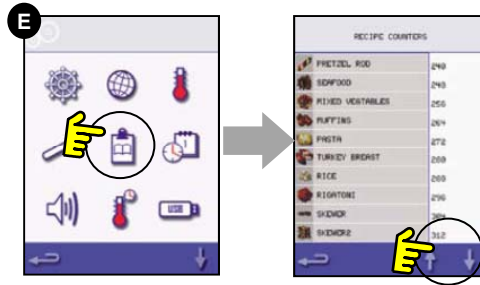 E
1
USB
RECIPE COUNTERS
PRETZEL ROD 240
SEAFOOD 248
MIXED VEGETABLES 256
MUFFINS 264
PASTA 272
TURKEY BREAST 280
RICE 288
RIGATONI 296
SKEWER 304
SKEWER2 312